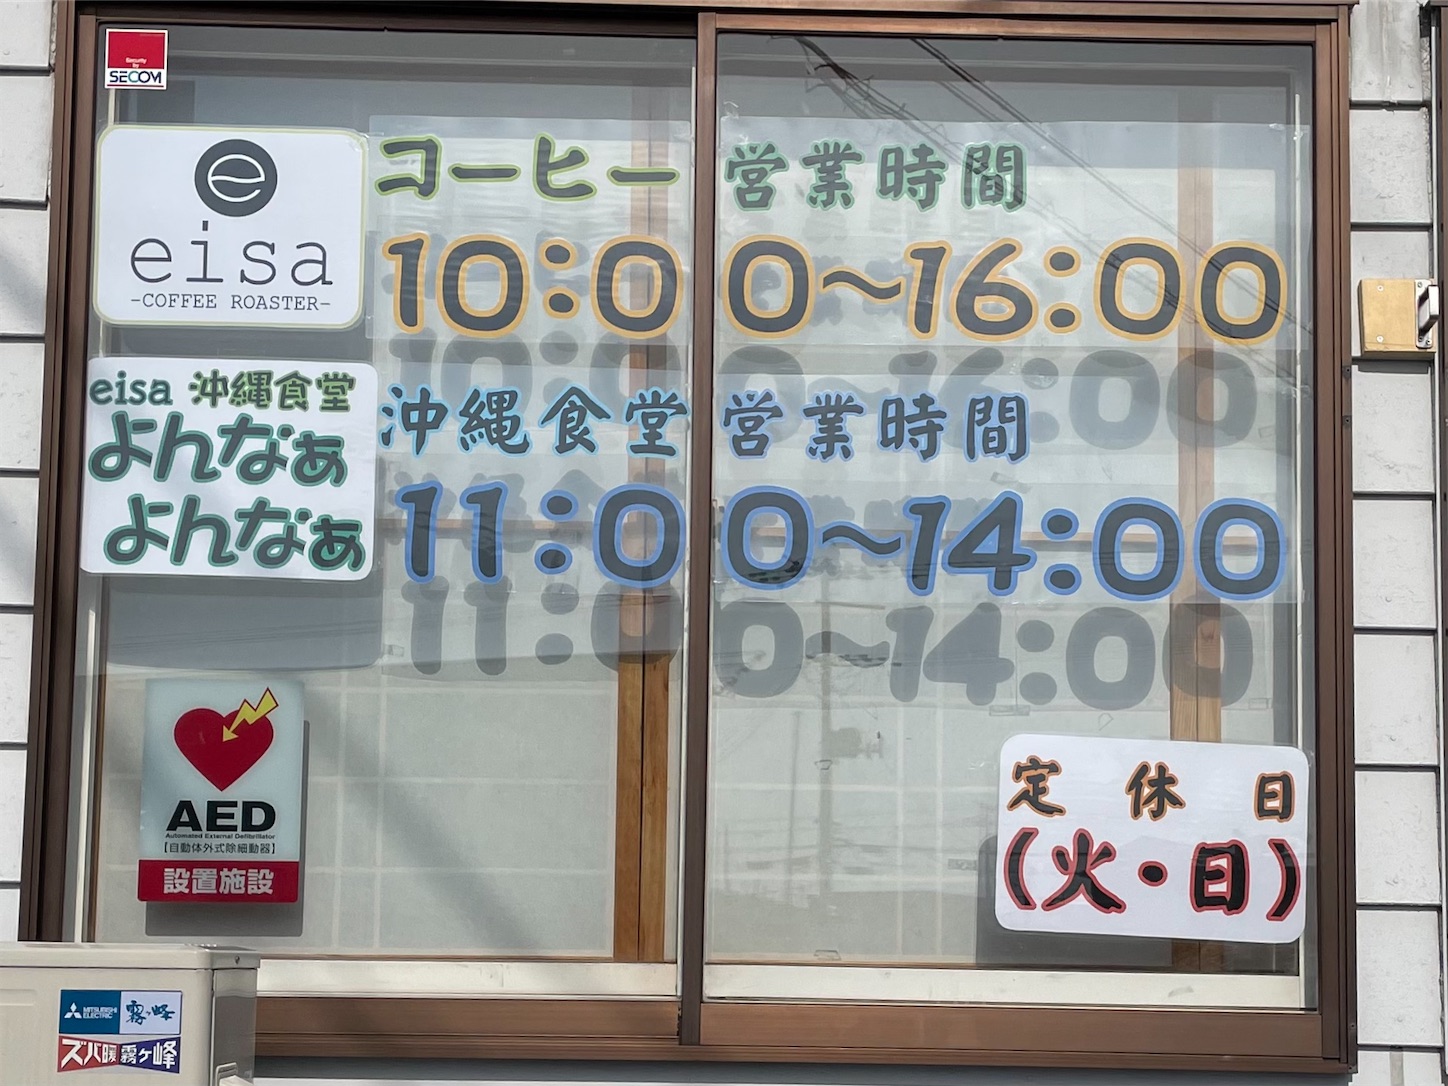 Security by
SECOM
e
eisa
-COFFEE ROASTER-
コーヒー 営業時間
10:00〜16:00
eisa 沖縄食堂
よんなぁ
よんなぁ
沖縄食堂 営業時間
11:00〜14:00
AED
Automated External Defibrillator
【自動体外式除細動器】
設置施設
定休日
(火・日)
MITSUBISHI ELECTRIC
霧ヶ峰
ズバ暖 霧ヶ峰